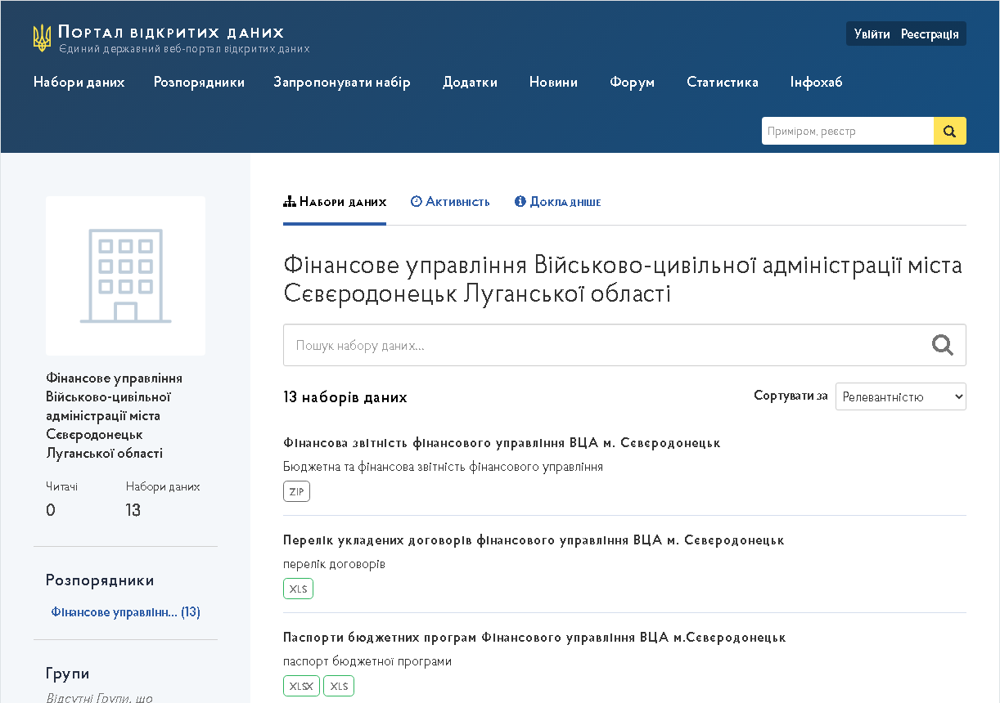 Портал відкритих даних
Єдиний державний веб-портал відкритих даних
Увійти Реєстрація
Набори даних Розпорядники Запропонувати набір Додатки Новини Форум Статистика Інфохаб
Приміром, реєстр
Набори даних Активність Докладніше
Фінансове управління Військово-цивільної адміністрації міста
Сєвєродонецьк Луганської області
Пошук набору даних...
13 наборів даних
Сортувати за Релевантністю
Фінансова звітність фінансового управління ВЦА м. Сєвєродонецьк
Бюджетна та фінансова звітність фінансового управління
ZIP
Перелік укладених договорів фінансового управління ВЦА м. Сєвєродонецьк
перелік договорів
XLS
Паспорти бюджетних програм Фінансового управління ВЦА м.Сєвєродонецьк
паспорт бюджетної програми
XLSX XLS
Фінансове управління
Військово-цивільної
адміністрації міста
Сєвєродонецьк
Луганської області
Читачі Набори даних
0 13
Розпорядники
Фінансове управлінн... (13)
Групи
Відсутні Групи, що